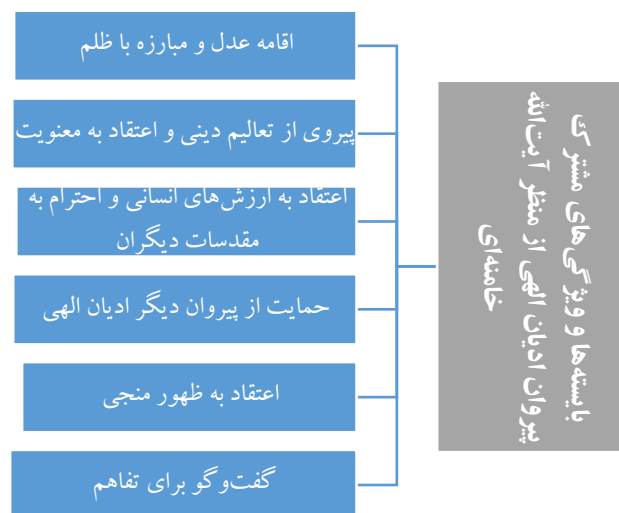 بایسته‌ها و ویژگی‌های مشترک
پیروان ادیان الهی از منظر آیت‌الله
خامنه‌ای
اقامه عدل و مبارزه با ظلم
پیروی از تعالیم دینی و اعتقاد به معنویت
اعتقاد به ارزش‌های انسانی و احترام به
مقدسات دیگران
حمایت از پیروان دیگر ادیان الهی
اعتقاد به ظهور منجی
گفت‌وگو برای تفاهم